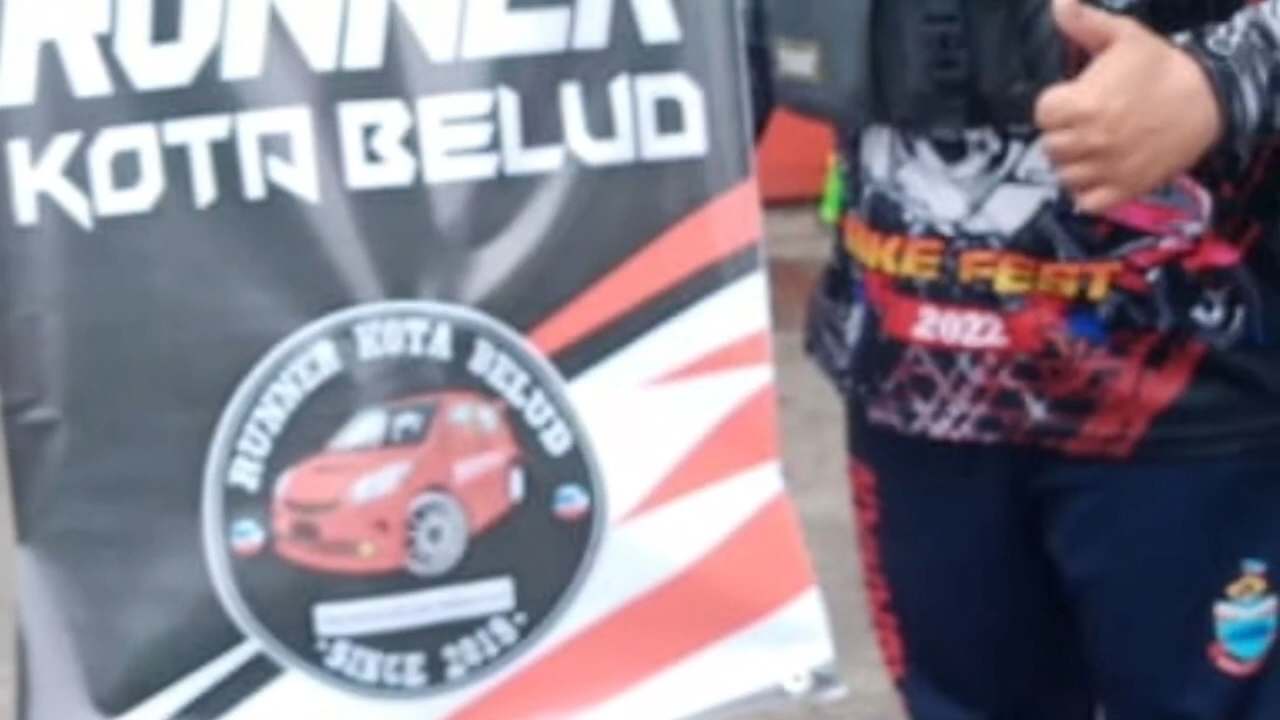 RUNNER
KOTA BELUD
RUNNER KOTA BELUD
SINCE 2019
BIKE FEST
2022